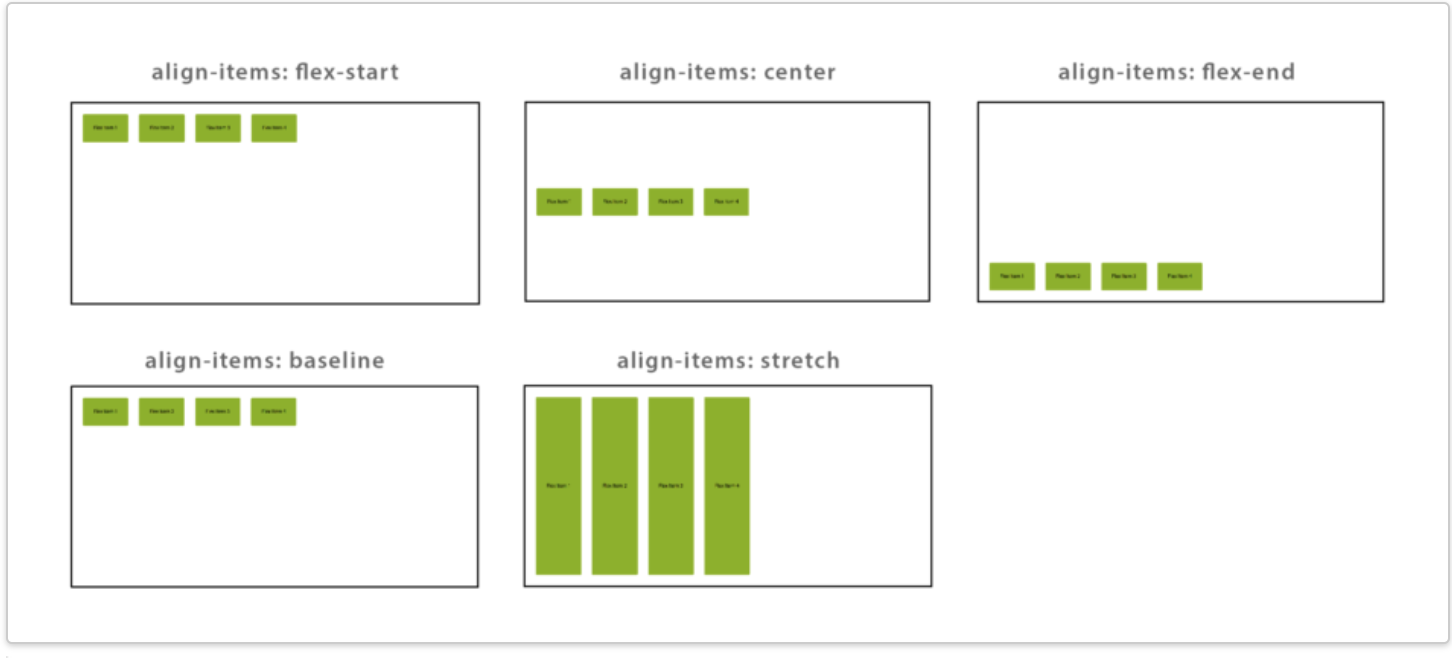 align-items: flex-start
align-items: center
align-items: flex-end
Flex item 1 Flex item 2 Flex item 3 Flex item 4
Flex item 1 Flex item 2 Flex item 3 Flex item 4
Flex item 1 Flex item 2 Flex item 3 Flex item 4
align-items: baseline
align-items: stretch
Flex item 1 Flex item 2 Flex item 3 Flex item 4
Flex item 1 Flex item 2 Flex item 3 Flex item 4